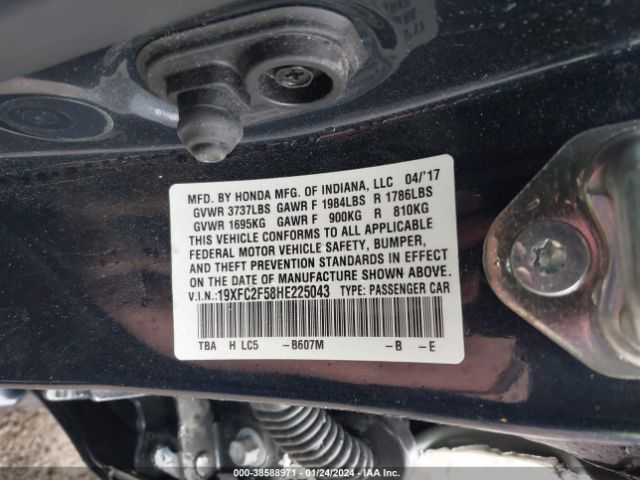 MFD. BY HONDA MFG. OF INDIANA, LLC 04/'17
GVWR 3737LBS GAWR F 1984LBS R 1786LBS
GVWR 1695KG GAWR F 900KG R 810KG
THIS VEHICLE CONFORMS TO ALL APPLICABLE
FEDERAL MOTOR VEHICLE SAFETY, BUMPER,
AND THEFT PREVENTION STANDARDS IN EFFECT
ON THE DATE OF MANUFACTURE SHOWN ABOVE.
V.I.N.:19XFC2F58HE225043 TYPE: PASSENGER CAR
TBA H LC5 -B607M -B -E
000-38588971 - 01/24/2024 - IAA Inc.